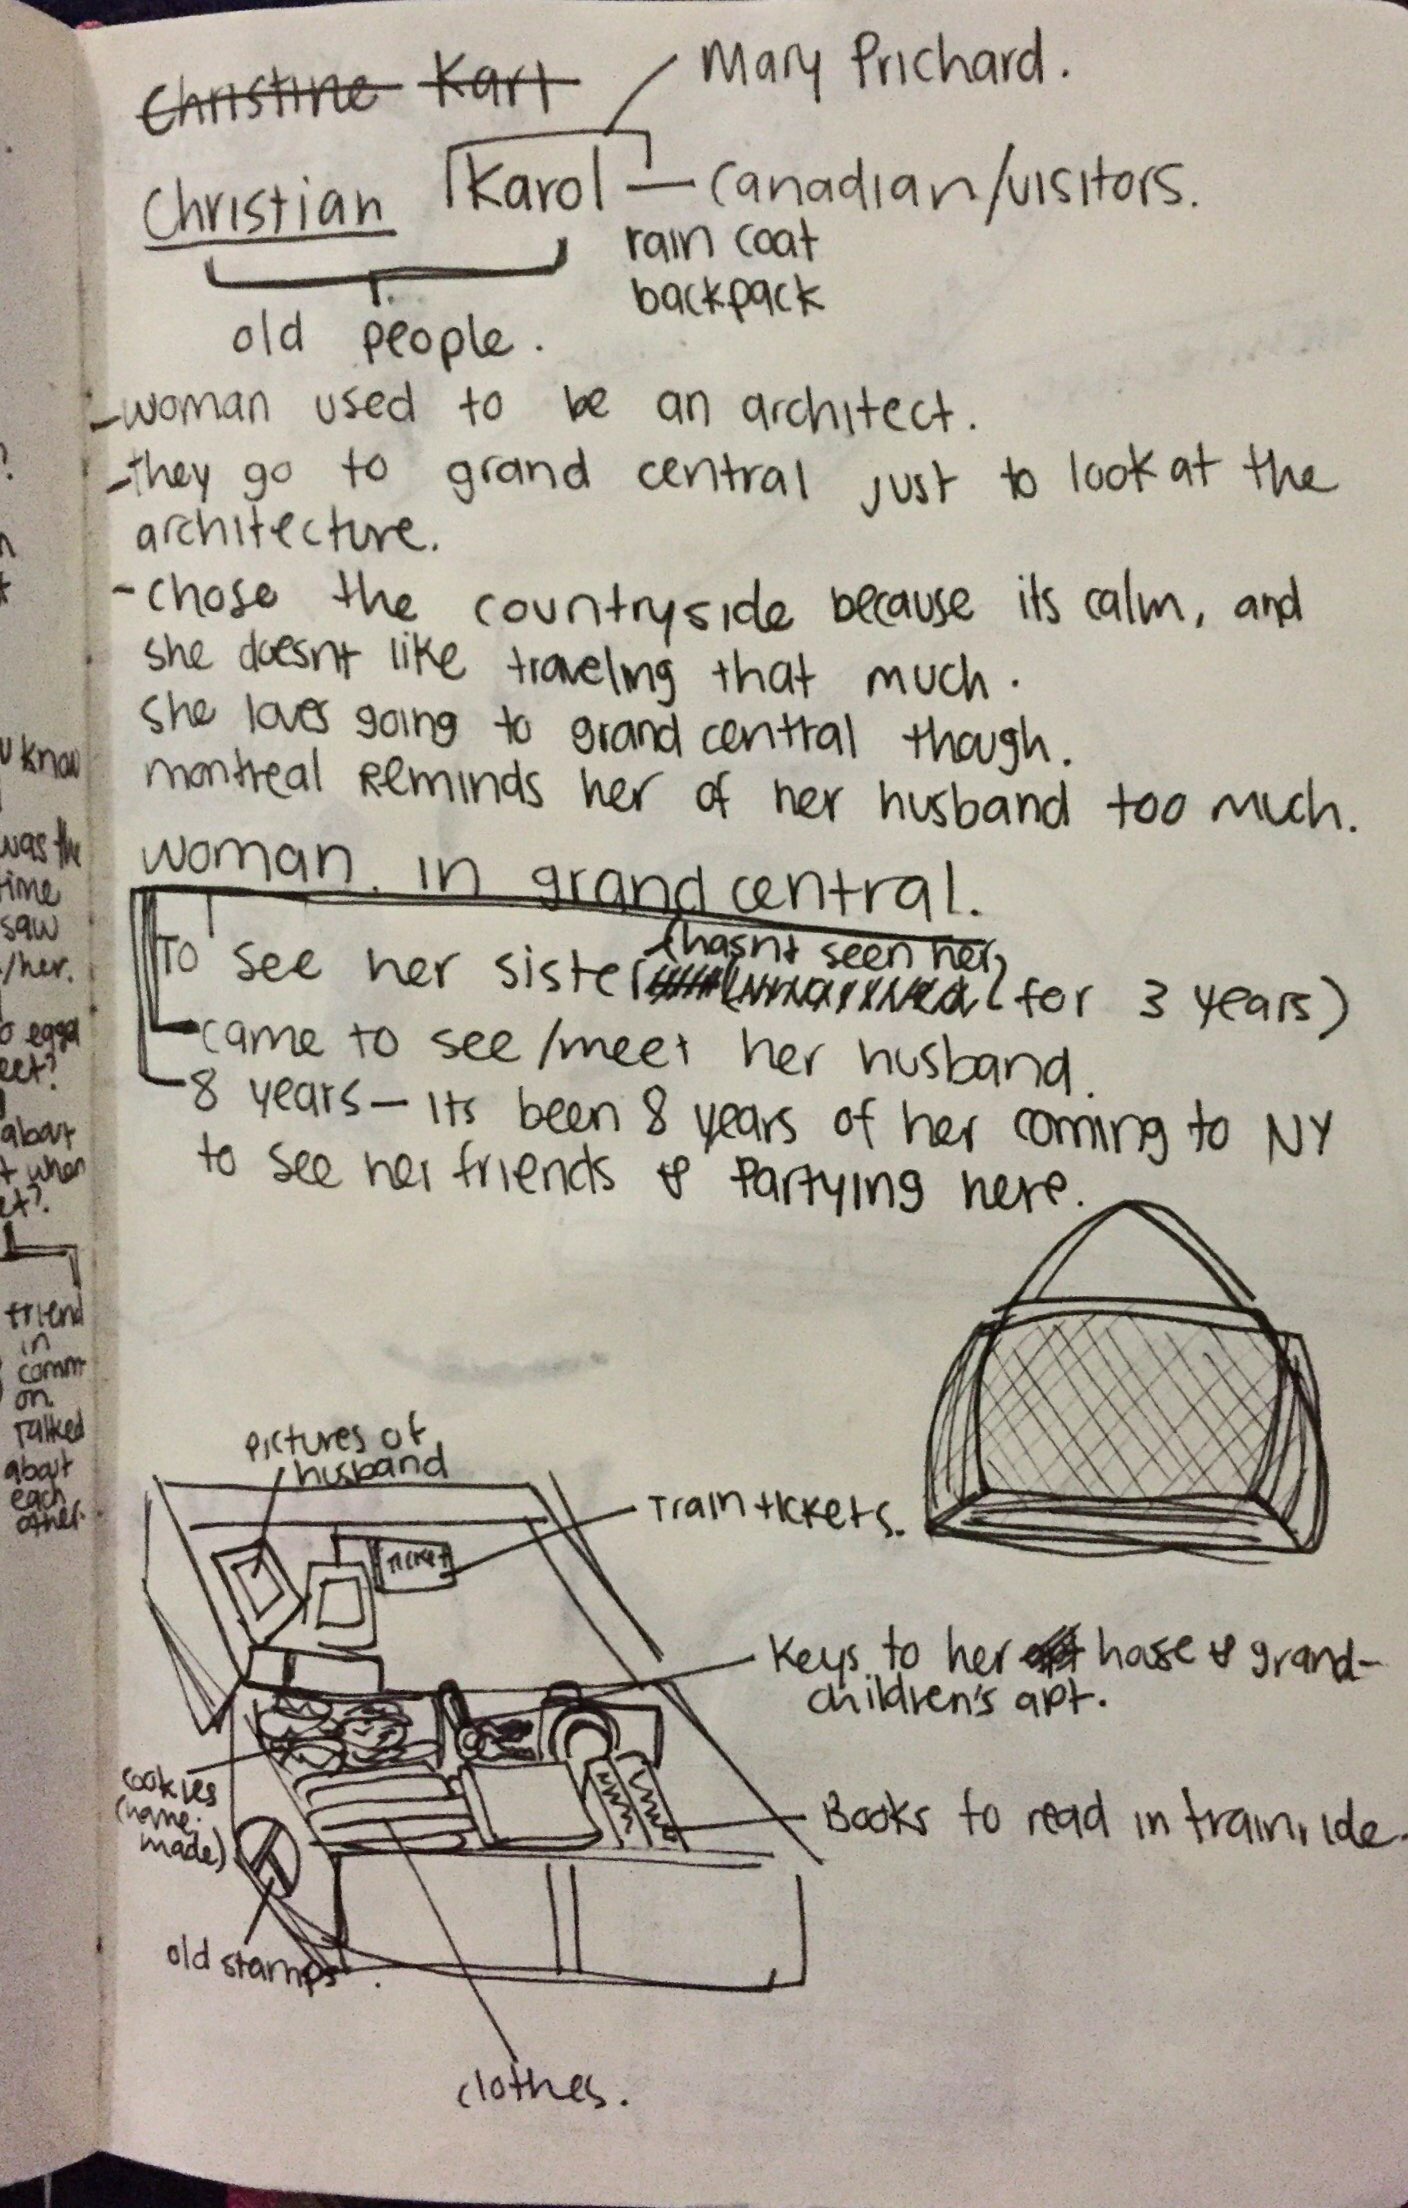 Christine Karl
Mary Prichard.
Christian Karol — Canadian/visitors.
rain coat
backpack
old people.
-woman used to be an architect.
-they go to grand central just to look at the
architecture.
-chose the countryside because its calm, and
she doesnt like traveling that much.
she loves going to grand central though.
montreal reminds her of her husband too much.
woman in grand central.
(hasnt seen her
To see her sister for 3 years)
came to see/meet her husband.
8 years - its been 8 years of her coming to NY
to see her friends & Partying here.
pictures of
husband
Train tickets.
TICKET
Keys to her house & grand-
children's apt.
cookies
(home
made)
Books to read in train ride.
old stamps.
clothes.
u know
was the
time
saw
/her.
about
when
friend
in
comm
on.
Talked
about
each
other.